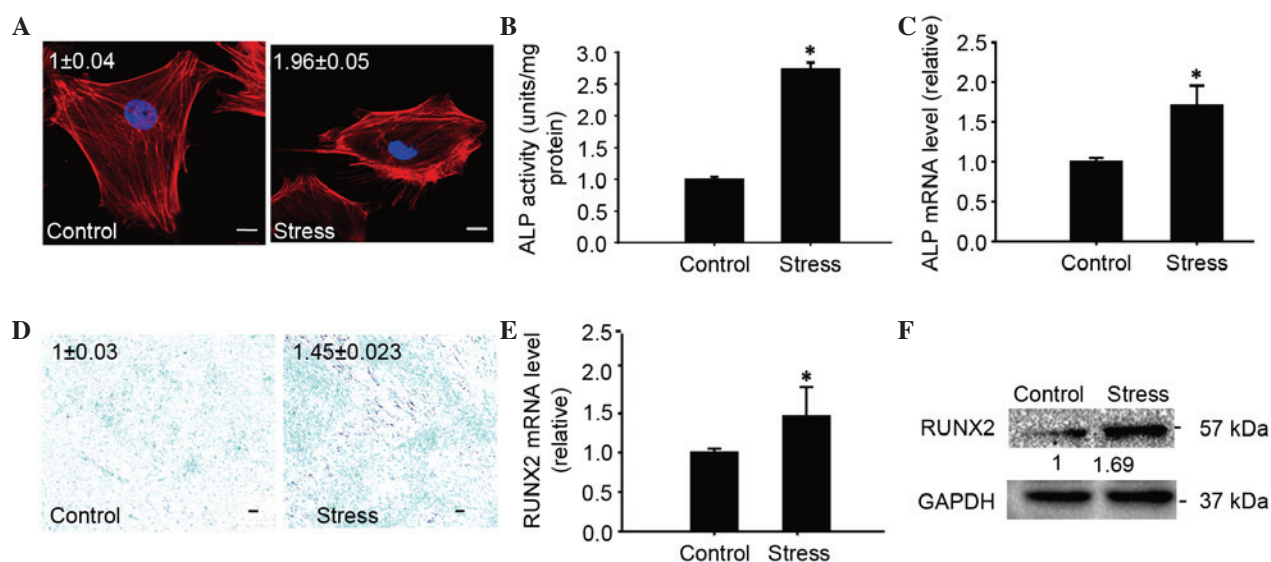 A
1±0.04
Control
1.96±0.05
Stress
B
ALP activity (units/mg
protein)
3.0
2.5
2.0
1.5
1.0
0.5
0.0
*
Control
Stress
C
ALP mRNA level (relative)
2.5
2.0
1.5
1.0
0.5
0.0
*
Control
Stress
D
1±0.03
Control
1.45±0.023
Stress
E
RUNX2 mRNA level
(relative)
2.5
2.0
1.5
1.0
0.5
0.0
*
Control
Stress
F
Control Stress
RUNX2 - 57 kDa
1 1.69
GAPDH - 37 kDa